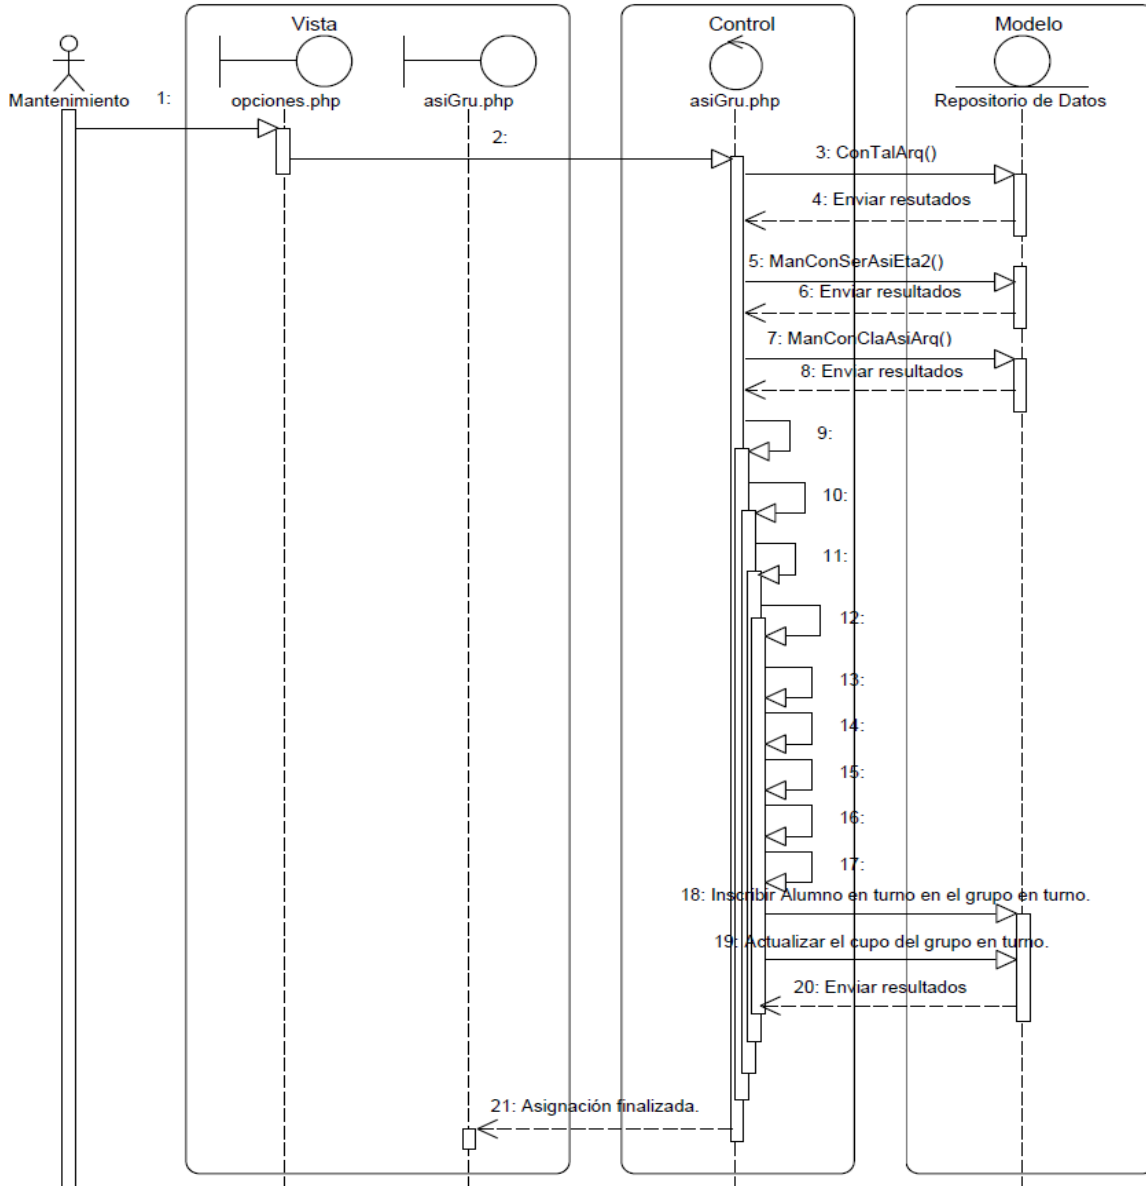 Vista
Control
Modelo
Mantenimiento
opciones.php
asiGru.php
asiGru.php
Repositorio de Datos
1:
2:
3: ConTalArq()
4: Enviar resutados
5: ManConSerAsiEta2()
6: Enviar resultados
7: ManConClaAsiArq()
8: Enviar resultados
9:
10:
11:
12:
13:
14:
15:
16:
17:
18: Inscribir Alumno en turno en el grupo en turno.
19: Actualizar el cupo del grupo en turno.
20: Enviar resultados
21: Asignación finalizada.